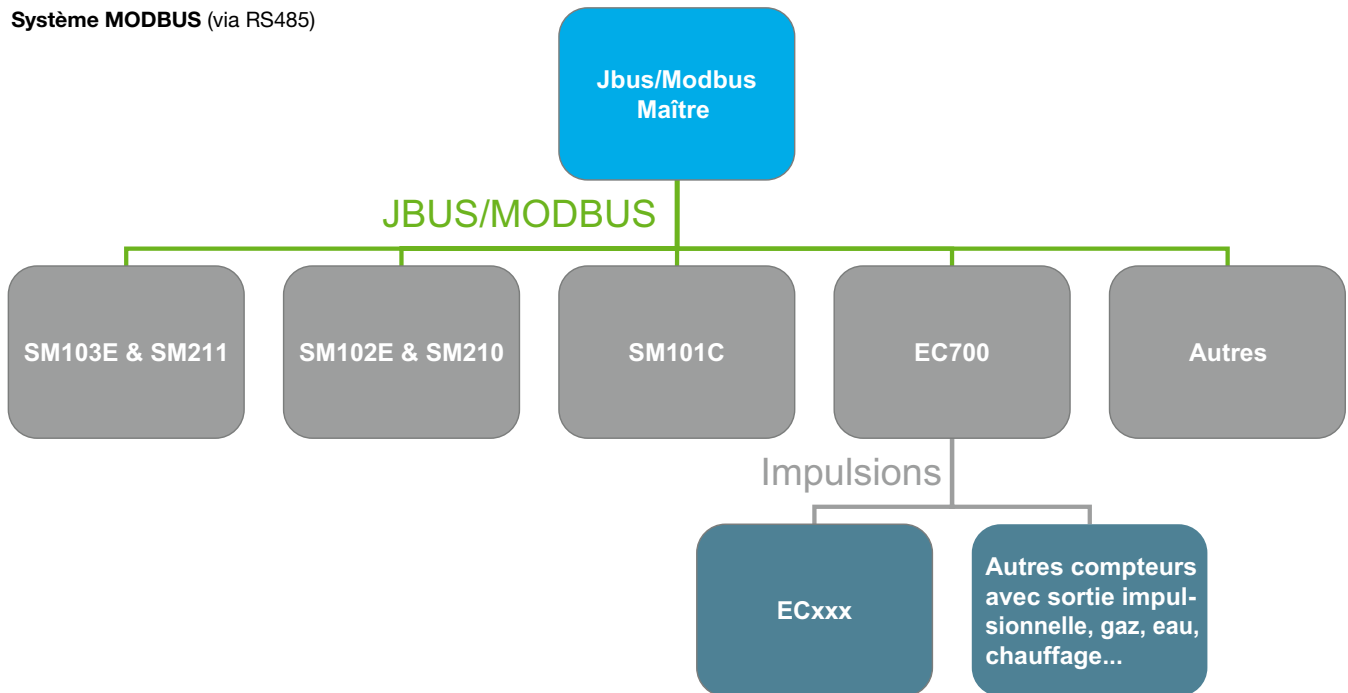 Système MODBUS (via RS485)
Jbus/Modbus
Maître
JBUS/MODBUS
SM103E & SM211
SM102E & SM210
SM101C
EC700
Autres
Impulsions
ECxxx
Autres compteurs
avec sortie impul-
sionnelle, gaz, eau,
chauffage...